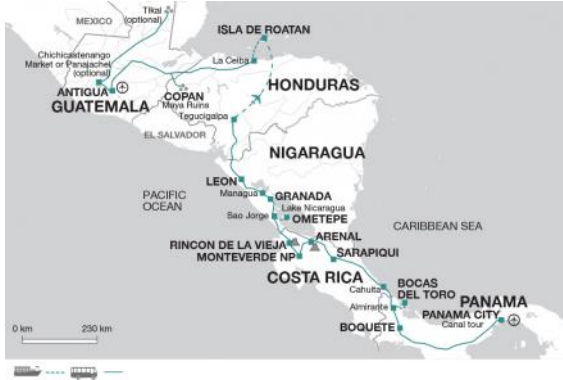 Tikal
(optional)
MEXICO
ISLA DE ROATAN
Chichicastenango
Market or Panajachel
(optional)
La Ceiba
ANTIGUA
GUATEMALA
COPAN
Maya Ruins
Tegucigalpa
HONDURAS
EL SALVADOR
NICARAGUA
LEON
Managua
GRANADA
Lake Nicaragua
Sao Jorge
OMETEPE
PACIFIC
OCEAN
CARIBBEAN SEA
RINCON DE LA VIEJA
ARENAL
MONTEVERDE NP
SARAPIQUI
COSTA RICA
Cahuita
BOCAS
DEL TORO
Almirante
PANAMA
PANAMA CITY
Canal tour
BOQUETE
0 km
230 km